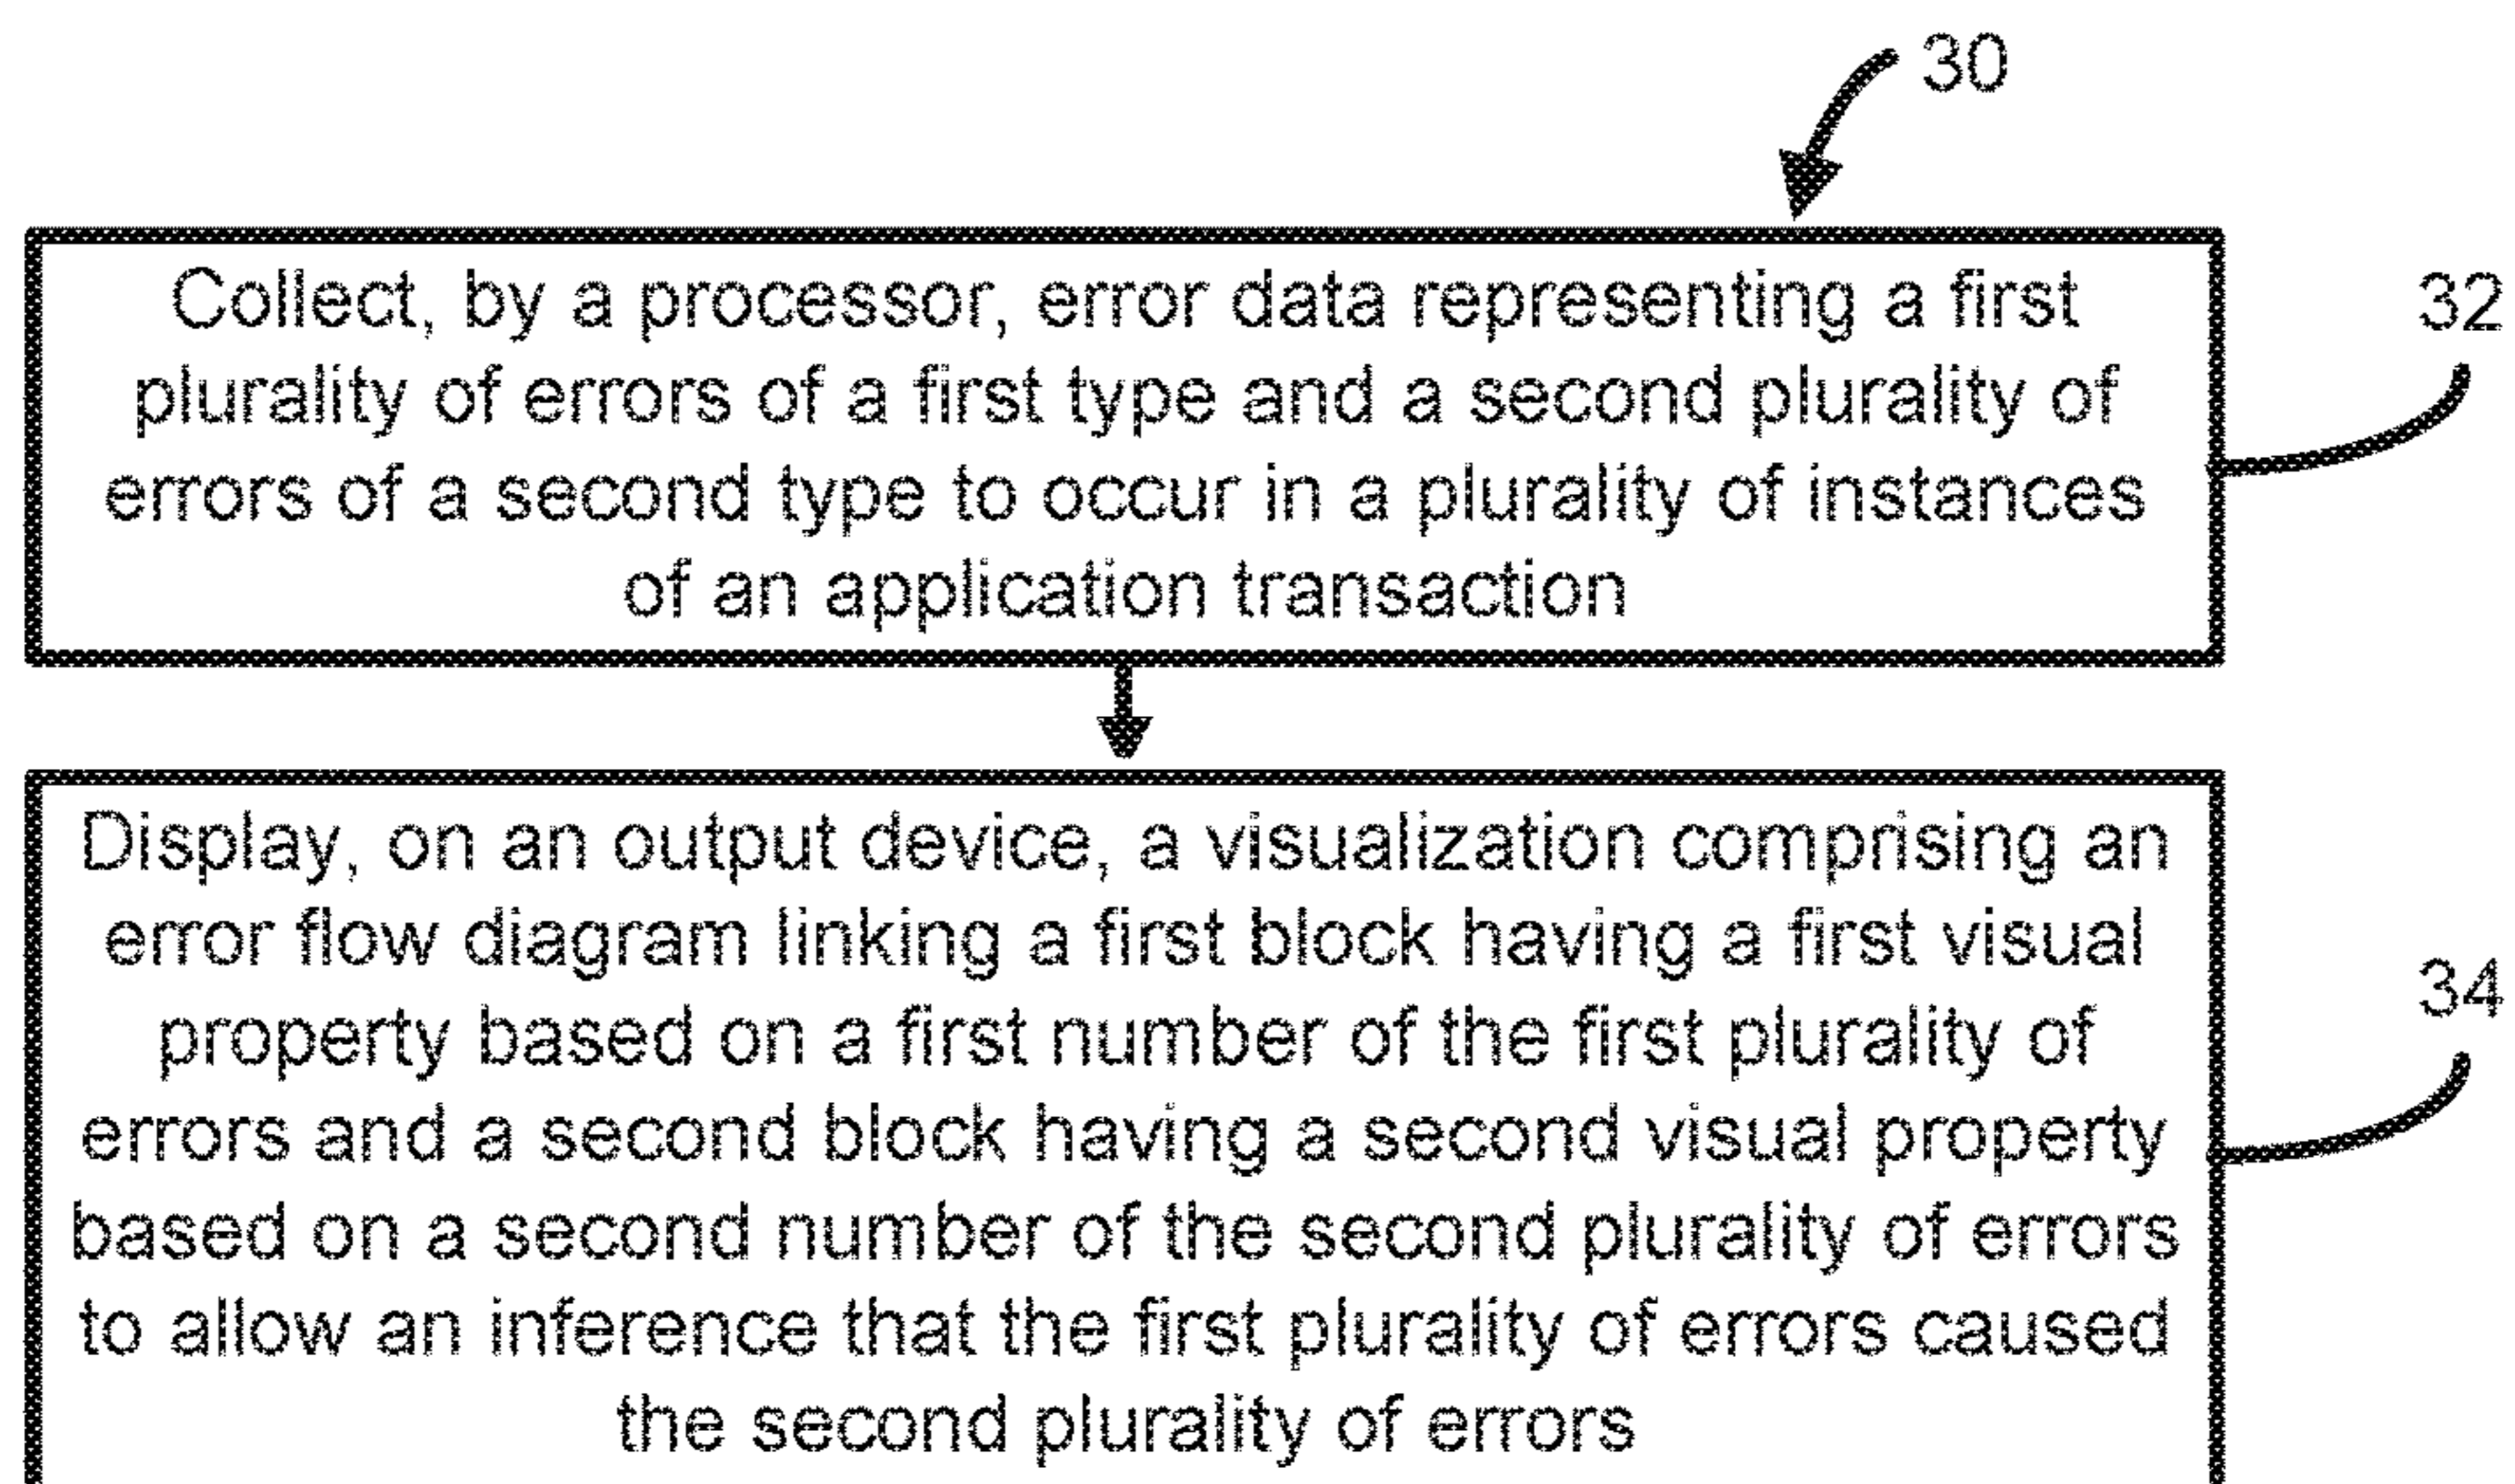 30
Collect, by a processor, error data representing a first
plurality of errors of a first type and a second plurality of
errors of a second type to occur in a plurality of instances
of an application transaction
32
Display, on an output device, a visualization comprising an
error flow diagram linking a first block having a first visual
property based on a first number of the first plurality of
errors and a second block having a second visual property
based on a second number of the second plurality of errors
to allow an inference that the first plurality of errors caused
the second plurality of errors
34